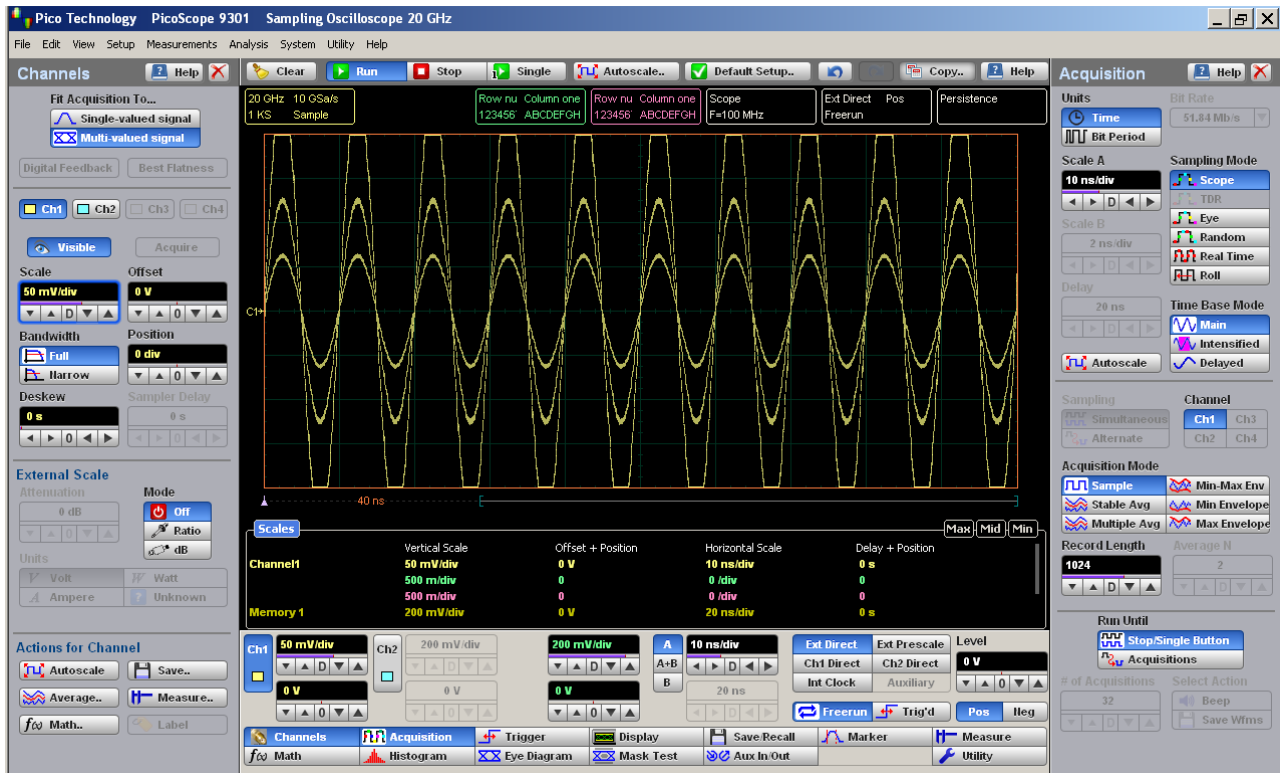 Pico Technology PicoScope 9301 Sampling Oscilloscope 20 GHz
File Edit View Setup Measurements Analysis System Utility Help
Channels
Help
Fit Acquisition To...
Single-valued signal
Multi-valued signal
Digital Feedback Best Flatness
Ch1 Ch2 Ch3 Ch4
Visible Acquire
Scale Offset
50 mV/div 0 V
D 0
Bandwidth Position
Full 0 div
Narrow 0
Deskew Sampler Delay
0 s 0 s
0 0
External Scale
Attenuation Mode
0 dB Off
0 Ratio
dB
Units
V Volt W Watt
A Ampere ? Unknown
Actions for Channel
Autoscale Save..
Average.. Measure..
f(x) Math.. Label
Clear Run Stop Single Autoscale.. Default Setup.. Copy.. Help
20 GHz 10 GSa/s
1 KS Sample
Row nu Column one
123456' ABCDEFGH
Row nu Column one
123456' ABCDEFGH
Scope
F=100 MHz
Ext Direct Pos
Freerun
Persistence
C1
40 ns
Scales Max Mid Min
Vertical Scale Offset + Position Horizontal Scale Delay + Position
Channel1 50 mV/div 0 V 10 ns/div 0 s
500 m/div 0 0 /div 0
500 m/div 0 0 /div 0
Memory 1 200 mV/div 0 V 20 ns/div 0 s
Ch1 50 mV/div Ch2 200 mV/div 200 mV/div A 10 ns/div Ext Direct Ext Prescale Level
D D D A+B D Ch1 Direct Ch2 Direct 0 V
0 V 0 V 0 V B 20 ns Int Clock Auxiliary 0
0 0 0 D Freerun Trig'd Pos Neg
Channels Acquisition Trigger Display Save/Recall Marker Measure
f(x) Math Histogram Eye Diagram Mask Test Aux In/Out Utility
Acquisition
Help
Units Bit Rate
Time 51.84 Mb/s
Bit Period
Scale A Sampling Mode
10 ns/div Scope
D TDR
Scale B Eye
2 ns/div Random
D Real Time
Roll
Delay
20 ns Time Base Mode
D Main
Intensified
Autoscale Delayed
Sampling Channel
Simultaneous Ch1 Ch3
Alternate Ch2 Ch4
Acquisition Mode
Sample Min-Max Env
Stable Avg Min Envelope
Multiple Avg Max Envelope
Record Length Average N
1024 2
D D
Run Until
Stop/Single Button
Acquisitions
# of Acquisitions Select Action
32 Beep
D Save Wfms